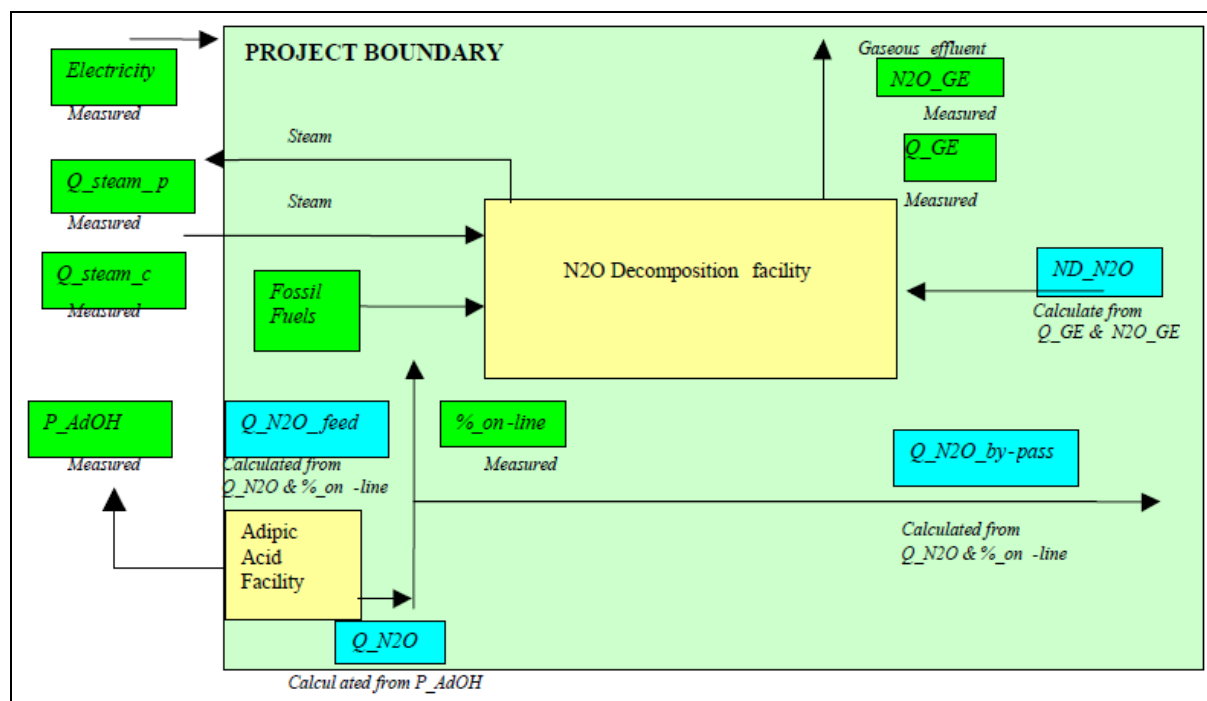 PROJECT BOUNDARY
Electricity
Measured
Gaseous effluent
N2O_GE
Measured
Q_GE
Measured
Steam
Q_steam_p
Measured
Steam
Q_steam_c
Measured
Fossil
Fuels
N2O Decomposition facility
ND_N2O
Calculate from
Q_GE & N2O_GE
P_AdOH
Measured
Q_N2O_feed
Calculated from
Q_N2O & %_on -line
%_on -line
Measured
Q_N2O_by-pass
Calculated from
Q_N2O & %_on -line
Adipic
Acid
Facility
Q_N2O
Calcul ated from P_AdOH